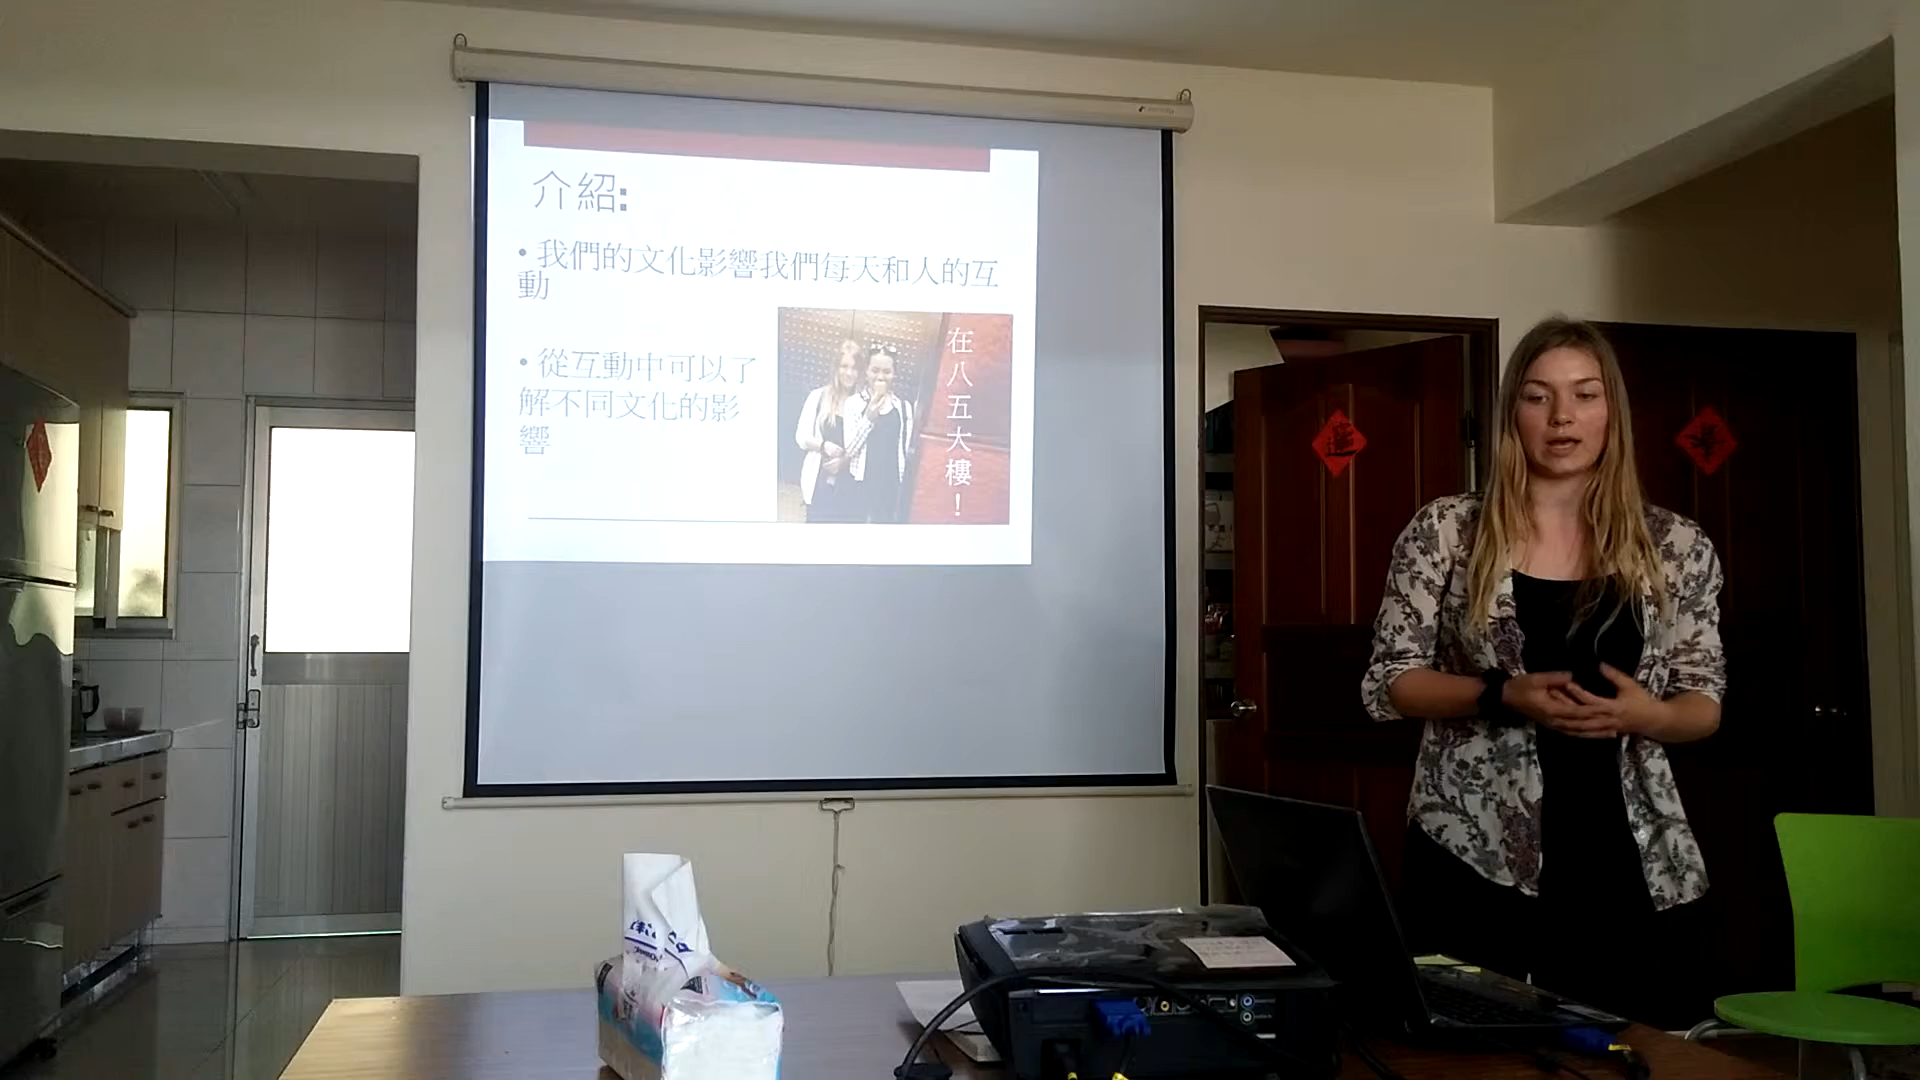 介紹:
• 我們的文化影響我們每天和人的互
動
• 從互動中可以了
解不同文化的影
響
在八五大樓！